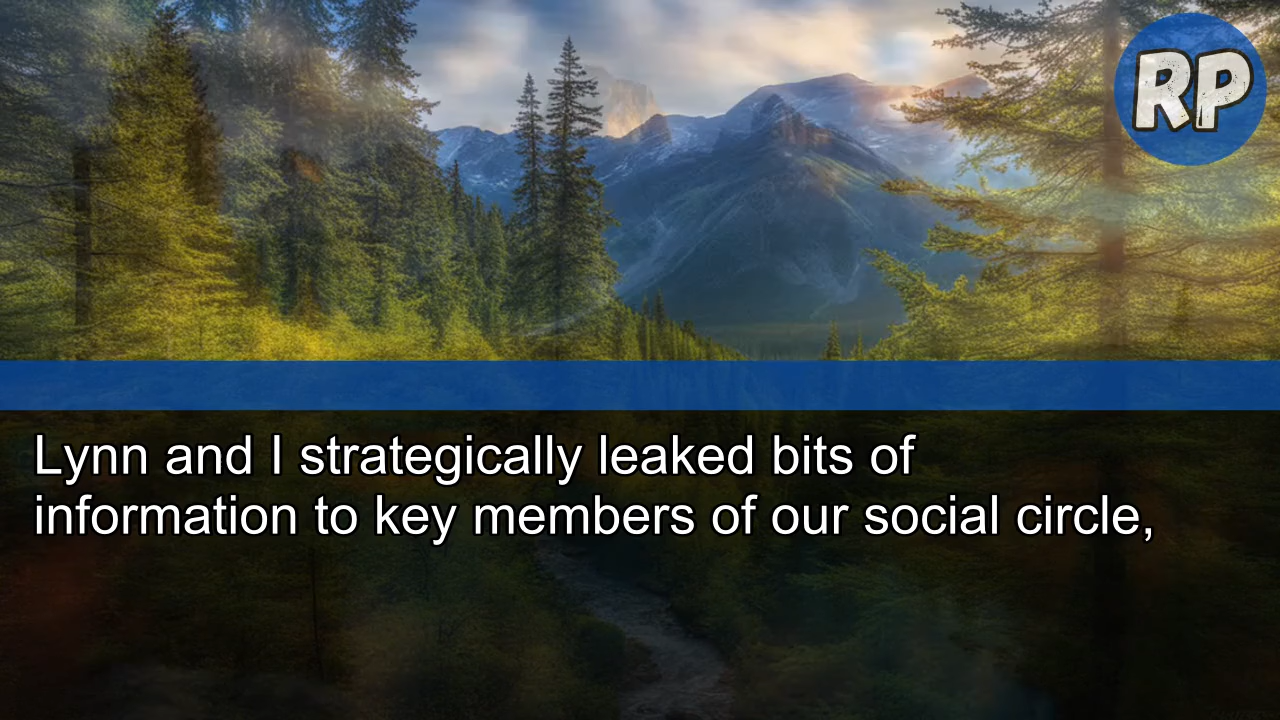 RP
Lynn and I strategically leaked bits of
information to key members of our social circle,